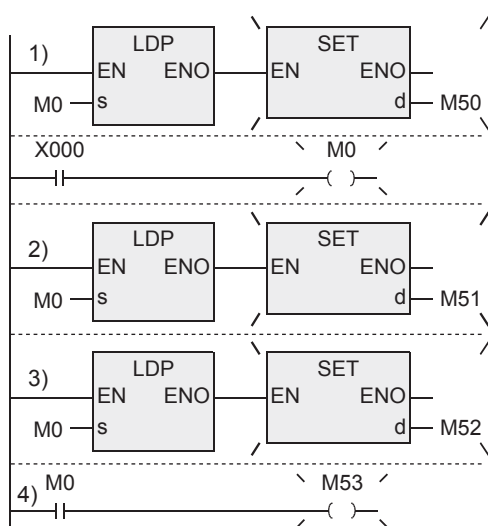 1)
LDP
SET
EN ENO
EN ENO
M0
s
d
M50
X000
M0
2)
LDP
SET
EN ENO
EN ENO
M0
s
d
M51
3)
LDP
SET
EN ENO
EN ENO
M0
s
d
M52
4)
M0
M53